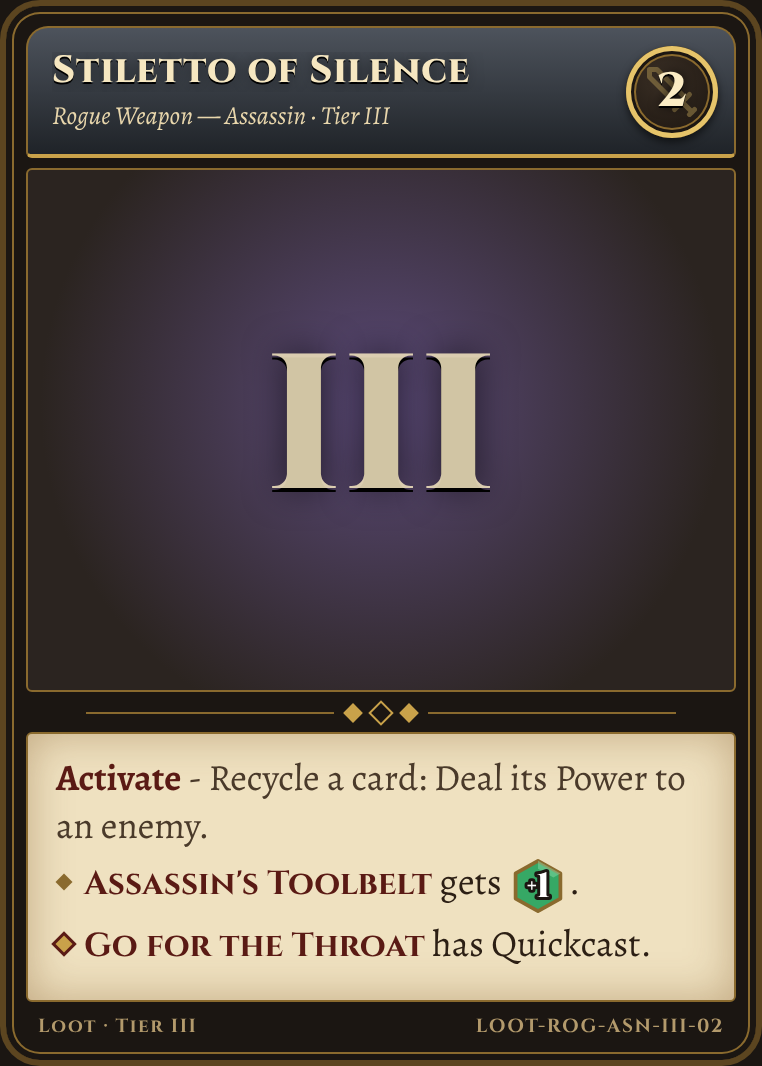 Stiletto of Silence
2
Rogue Weapon — Assassin · Tier III
III
Activate - Recycle a card: Deal its Power to
an enemy.
Assassin's Toolbelt gets +1 .
Go for the Throat has Quickcast.
Loot · Tier III
LOOT-ROG-ASN-III-02